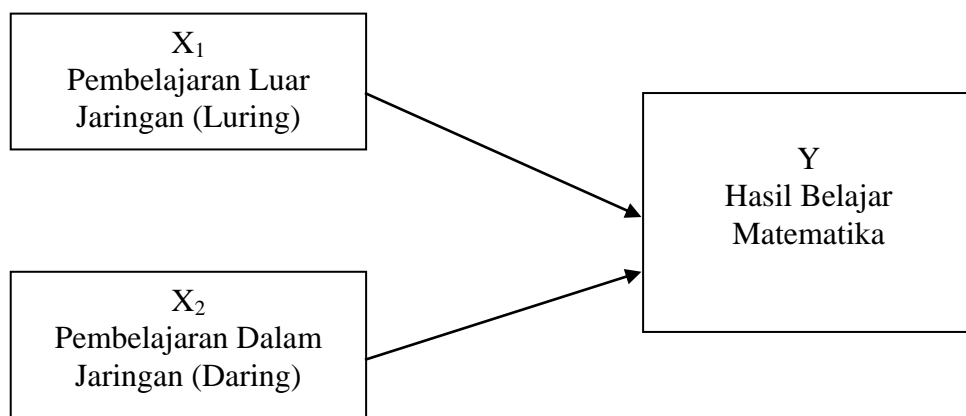 X₁
Pembelajaran Luar
Jaringan (Luring)
Y
Hasil Belajar
Matematika
X₂
Pembelajaran Dalam
Jaringan (Daring)